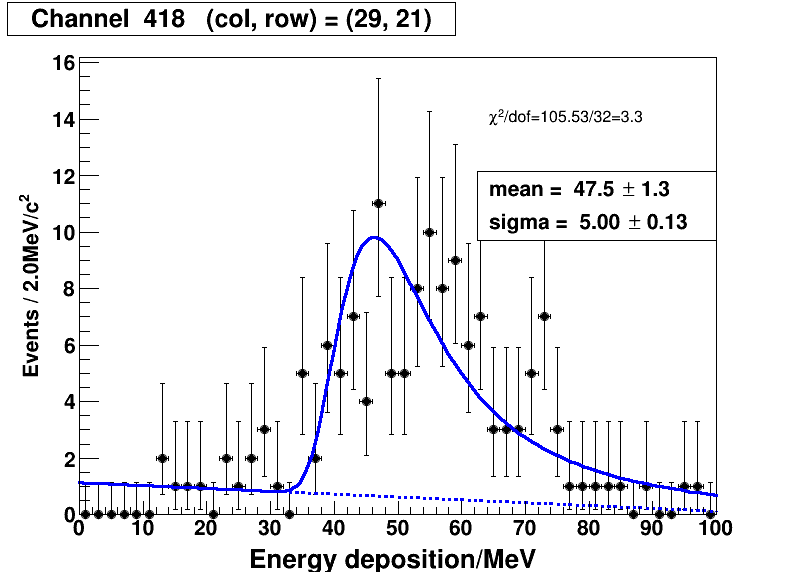 Channel 418 (col, row) = (29, 21)
χ²/dof=105.53/32=3.3
mean = 47.5 ± 1.3
sigma = 5.00 ± 0.13
Events / 2.0MeV/c²
16
14
12
10
8
6
4
2
0
0 10 20 30 40 50 60 70 80 90 100
Energy deposition/MeV